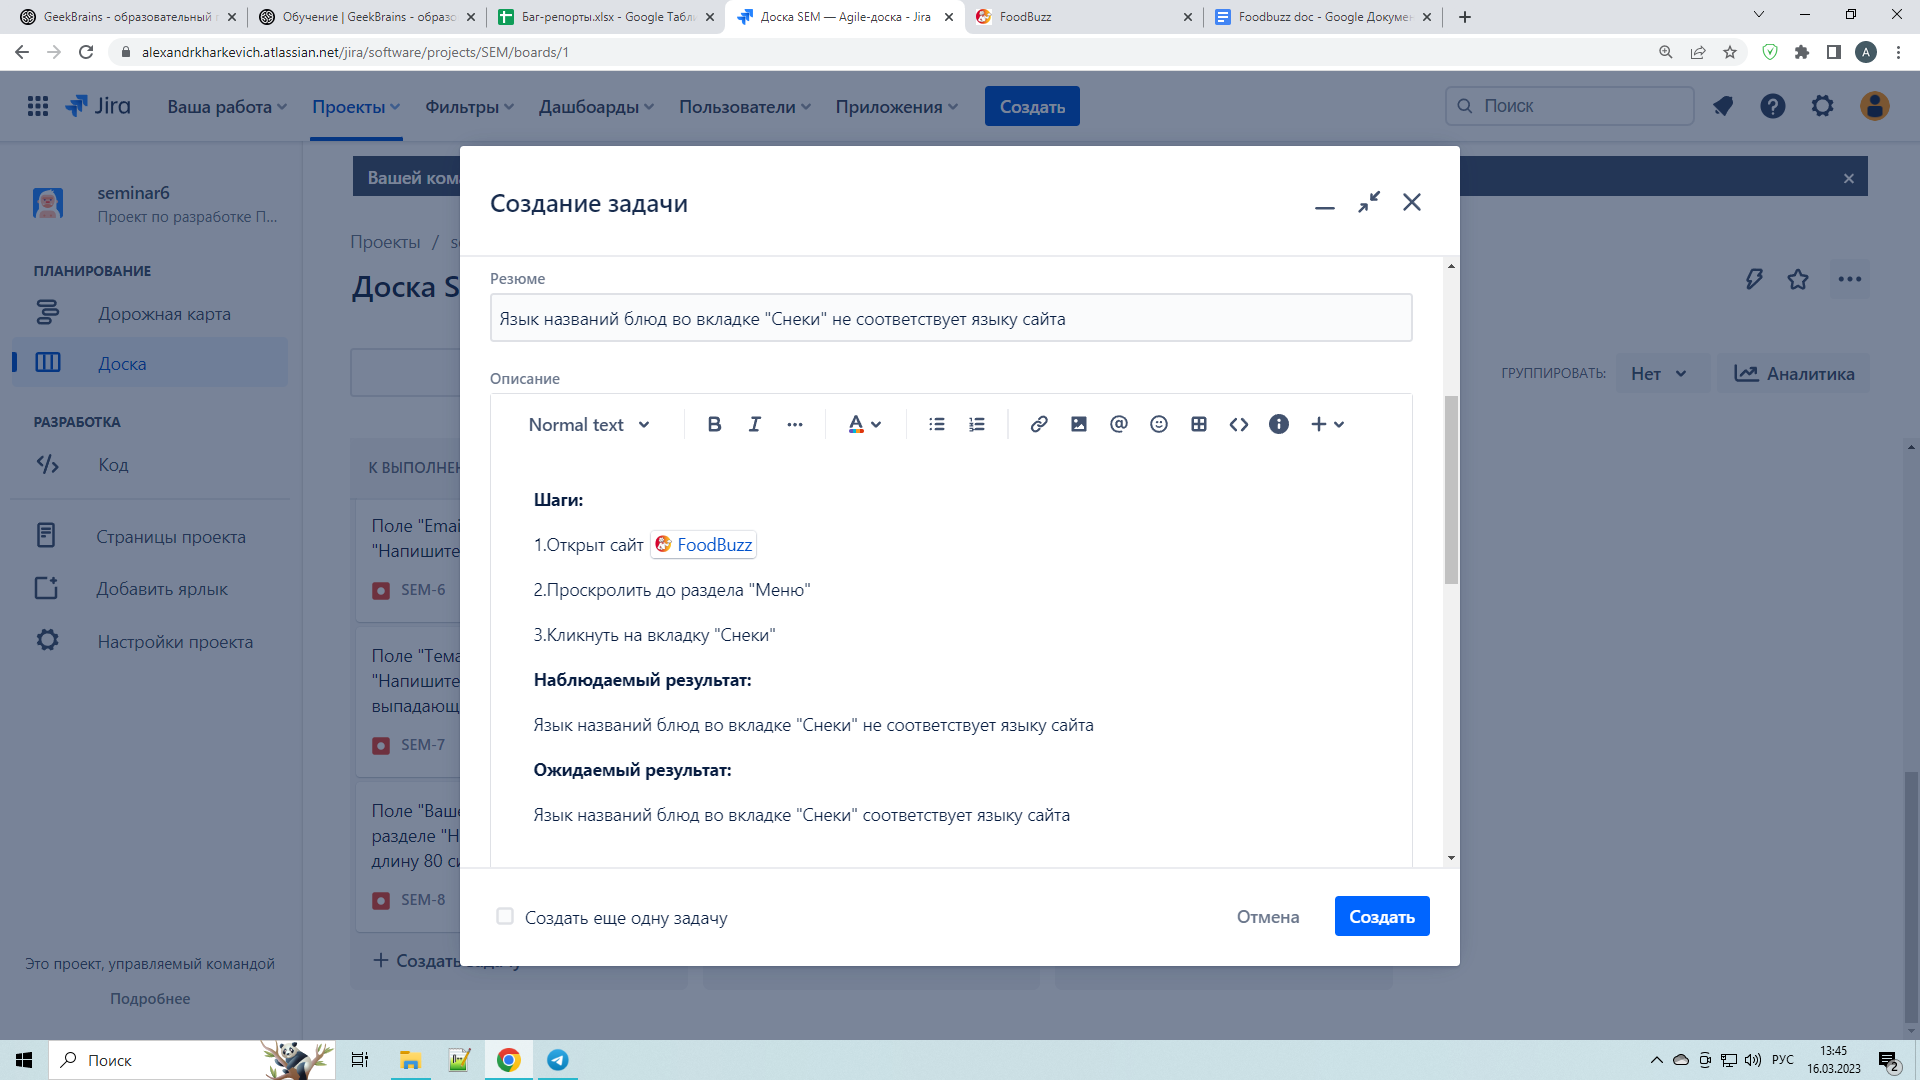 GeekBrains - образовательный
Обучение | GeekBrains - образо
Баг-репорты.xlsx - Google Табли
Доска SEM — Agile-доска - Jira
FoodBuzz
Foodbuzz doc - Google Докумен
alexandrkharkevich.atlassian.net/jira/software/projects/SEM/boards/1
A
Jira
Ваша работа
Проекты
Фильтры
Дашбоарды
Пользователи
Приложения
Создать
Поиск
seminar6
Проект по разработке П...
ПЛАНИРОВАНИЕ
Дорожная карта
Доска
РАЗРАБОТКА
Код
Страницы проекта
Добавить ярлык
Настройки проекта
Это проект, управляемый командой
Подробнее
Вашей ком
Проекты / s
Доска S
ГРУППИРОВАТЬ:
Нет
Аналитика
К ВЫПОЛНЕН
Поле "Emai
"Напишите
SEM-6
Поле "Тема
"Напишите
выпадающ
SEM-7
Поле "Ваше
разделе "Н
длину 80 си
SEM-8
Создать задачу
Создание задачи
Резюме
Язык названий блюд во вкладке "Снеки" не соответствует языку сайта
Описание
Normal text
Шаги:
1.Открыт сайт FoodBuzz
2.Проскролить до раздела "Меню"
3.Кликнуть на вкладку "Снеки"
Наблюдаемый результат:
Язык названий блюд во вкладке "Снеки" не соответствует языку сайта
Ожидаемый результат:
Язык названий блюд во вкладке "Снеки" соответствует языку сайта
Создать еще одну задачу
Отмена
Создать
Поиск
РУС
13:45
16.03.2023
2